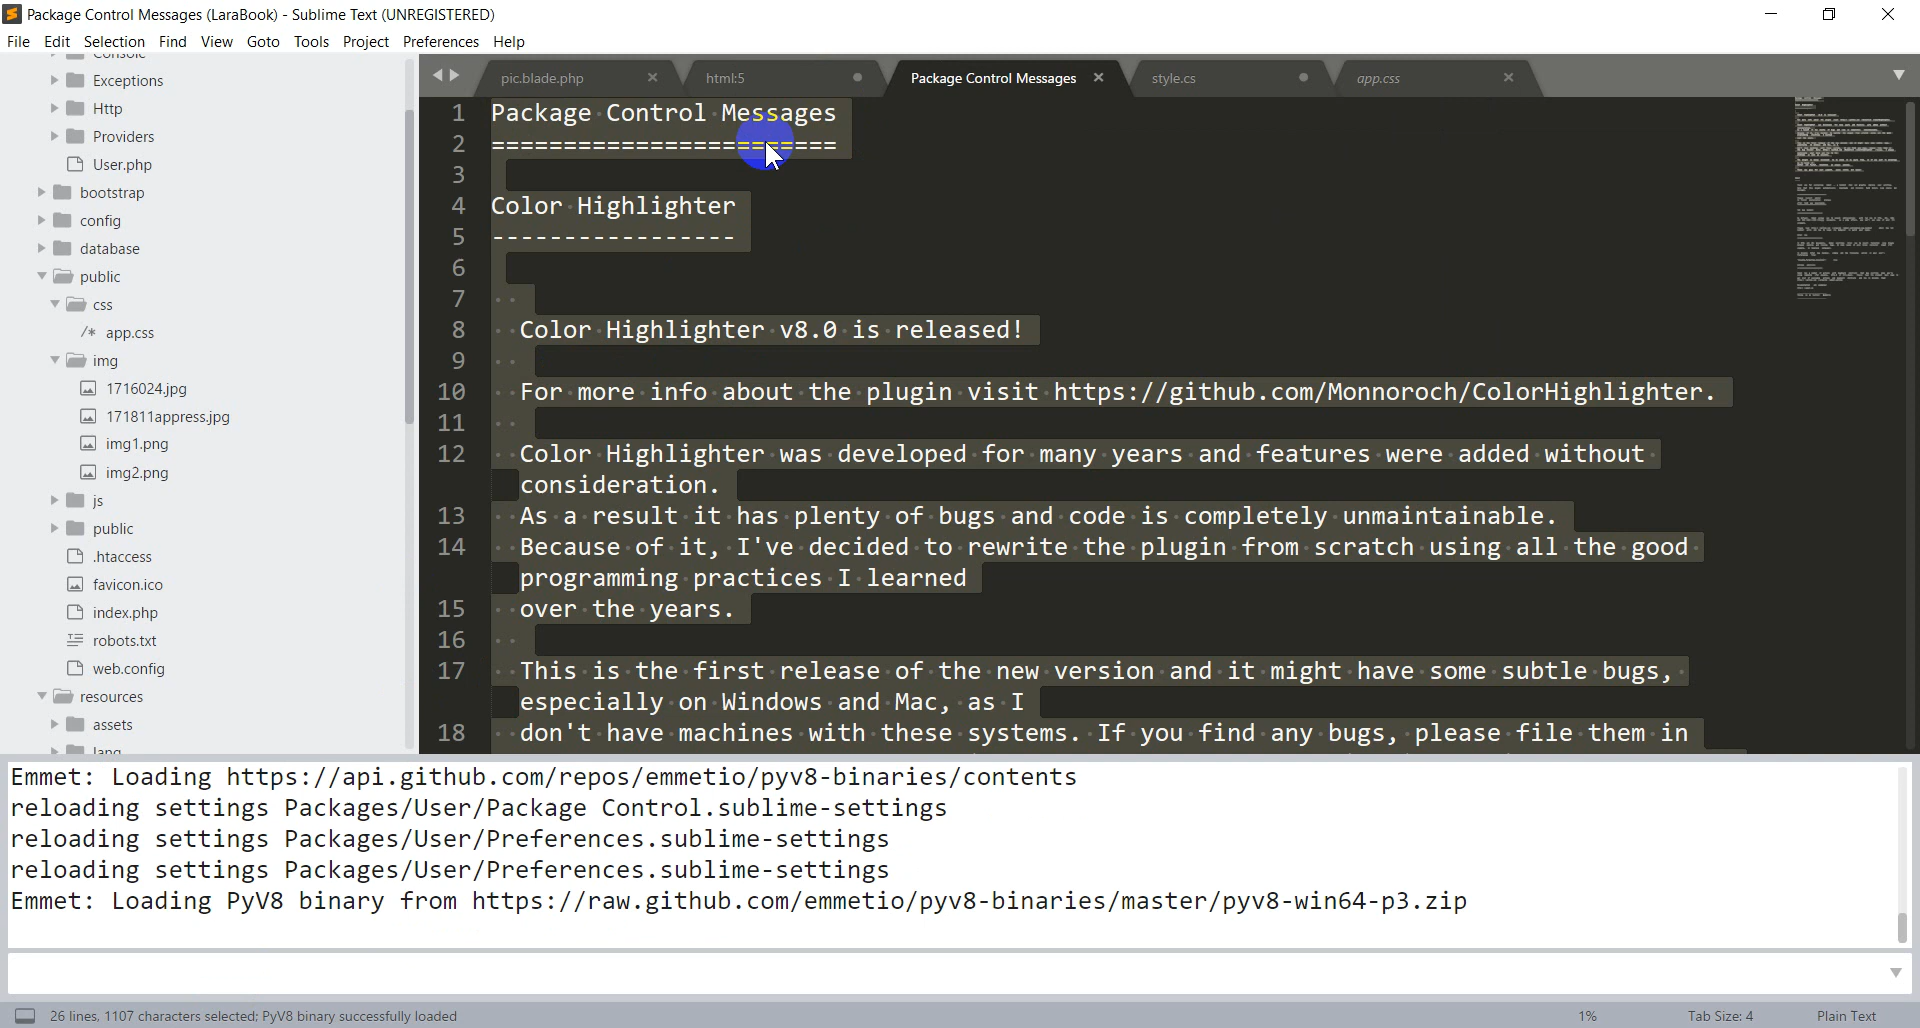 Package Control Messages (LaraBook) - Sublime Text (UNREGISTERED)
File Edit Selection Find View Goto Tools Project Preferences Help
Exceptions
Http
Providers
User.php
bootstrap
config
database
public
css
/* app.css
img
1716024.jpg
171811appress.jpg
img1.png
img2.png
js
public
.htaccess
favicon.ico
index.php
robots.txt
web.config
resources
assets
lang
pic.blade.php html:5 Package Control Messages style.cs app.css
1 Package Control Messages
2 ========================
3
4 Color Highlighter
5 -----------------
6
7
8 Color Highlighter v8.0 is released!
9
10 For more info about the plugin visit https://github.com/Monnoroch/ColorHighlighter.
11
12 Color Highlighter was developed for many years and features were added without
consideration.
13 As a result it has plenty of bugs and code is completely unmaintainable.
14 Because of it, I've decided to rewrite the plugin from scratch using all the good
programming practices I learned
15 over the years.
16
17 This is the first release of the new version and it might have some subtle bugs,
especially on Windows and Mac, as I
18 don't have machines with these systems. If you find any bugs, please file them in
Emmet: Loading https://api.github.com/repos/emmetio/pyv8-binaries/contents
reloading settings Packages/User/Package Control.sublime-settings
reloading settings Packages/User/Preferences.sublime-settings
reloading settings Packages/User/Preferences.sublime-settings
Emmet: Loading PyV8 binary from https://raw.github.com/emmetio/pyv8-binaries/master/pyv8-win64-p3.zip
26 lines, 1107 characters selected; PyV8 binary successfully loaded 1% Tab Size: 4 Plain Text